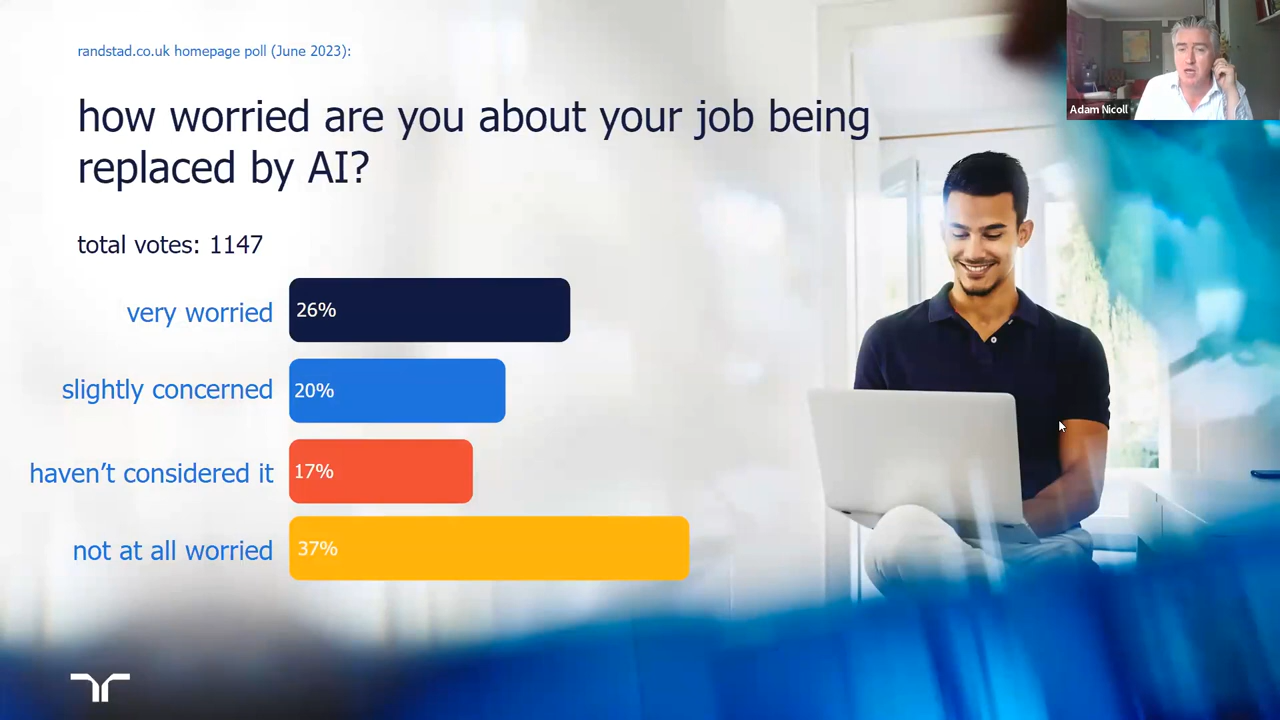 randstad.co.uk homepage poll (June 2023):
how worried are you about your job being
replaced by AI?
total votes: 1147
very worried 26%
slightly concerned 20%
haven’t considered it 17%
not at all worried 37%
Adam Nicoll